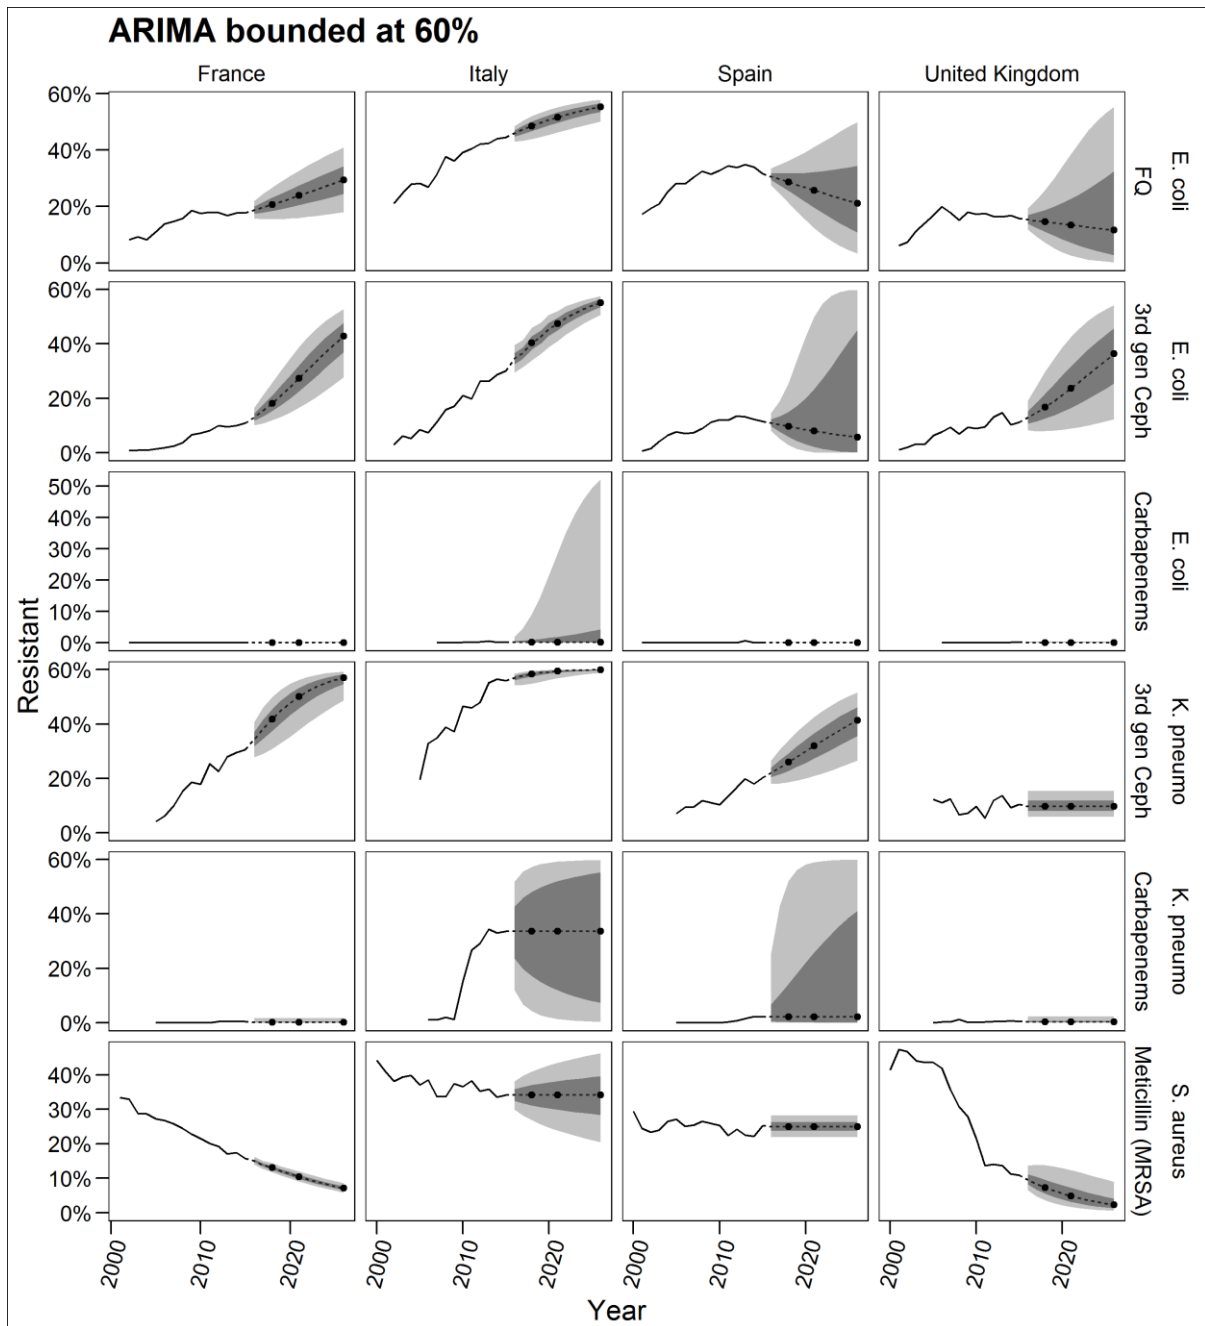 ARIMA bounded at 60%
France Italy Spain United Kingdom
60%
40%
20%
0%
E. coli
FQ
60%
40%
20%
0%
E. coli
3rd gen Ceph
50%
40%
30%
20%
10%
0%
E. coli
Carbapenems
Resistant
60%
40%
20%
0%
K. pneumo
3rd gen Ceph
60%
40%
20%
0%
K. pneumo
Carbapenems
40%
30%
20%
10%
0%
S. aureus
Meticillin (MRSA)
2000 2010 2020 2000 2010 2020 2000 2010 2020 2000 2010 2020
Year